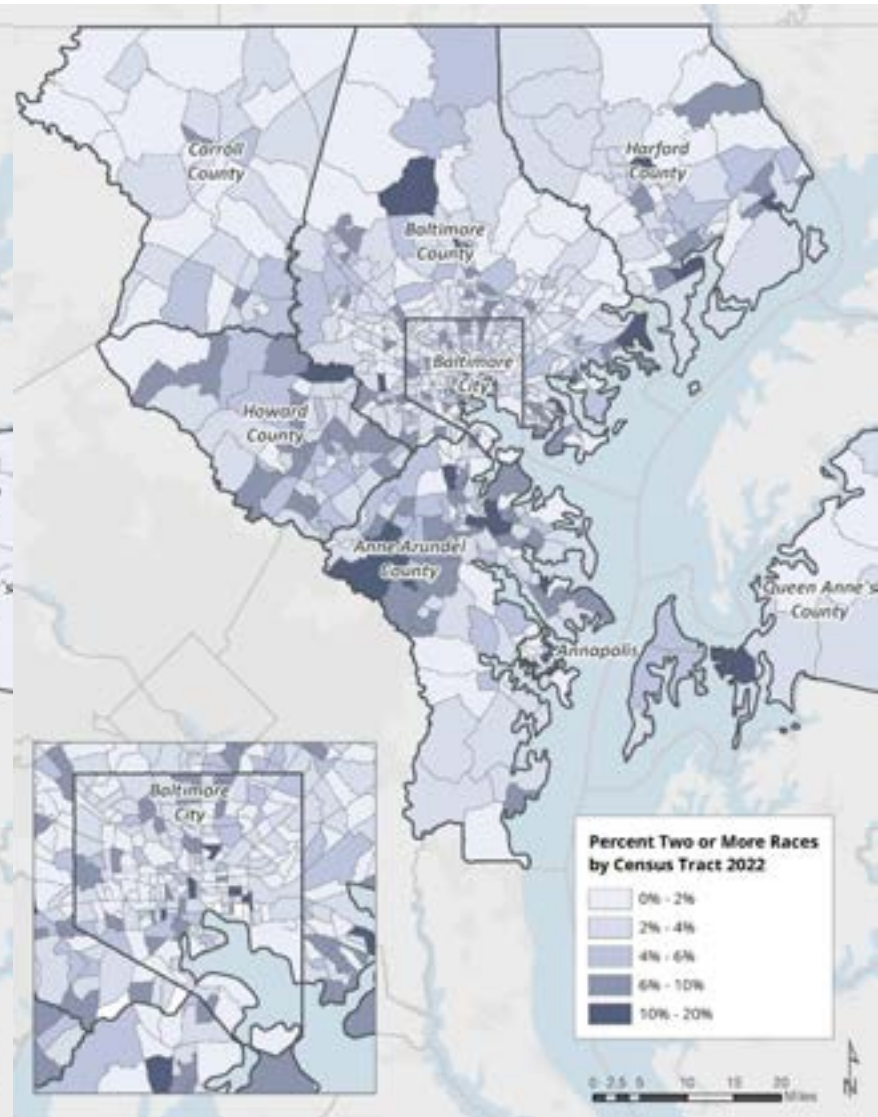 Carroll
County
Harford
County
Baltimore
County
Baltimore
City
Howard
County
Anne Arundel
County
Queen Anne's
County
's
Annapolis
Baltimore
City
Percent Two or More Races
by Census Tract 2022
0% - 2%
2% - 4%
4% - 6%
6% - 10%
10% - 20%
N
0 2.5 5 10 15 20
Miles